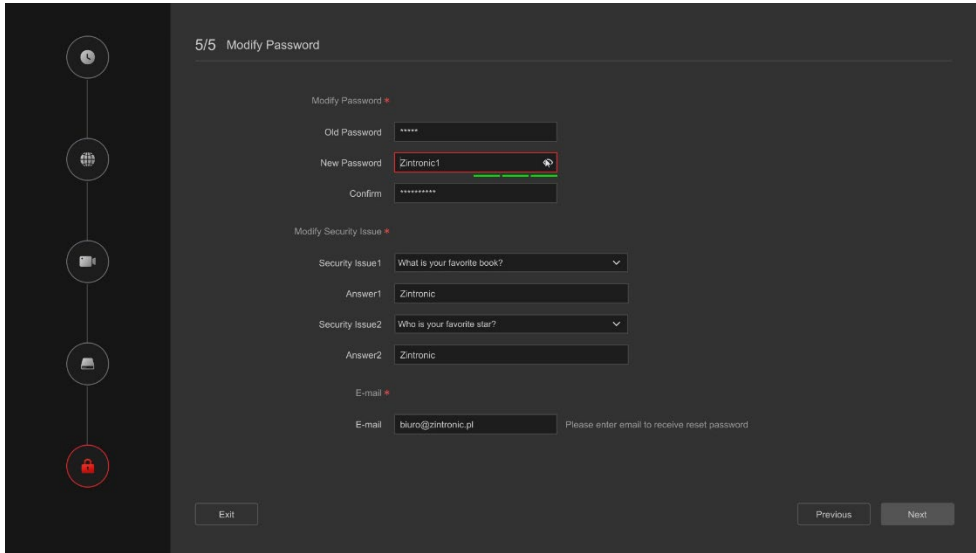 5/5 Modify Password
Modify Password *
Old Password *****
New Password Zintronic1
Confirm **********
Modify Security Issue *
Security Issue1 What is your favorite book?
Answer1 Zintronic
Security Issue2 Who is your favorite star?
Answer2 Zintronic
E-mail *
E-mail biuro@zintronic.pl Please enter email to receive reset password
Exit Previous Next